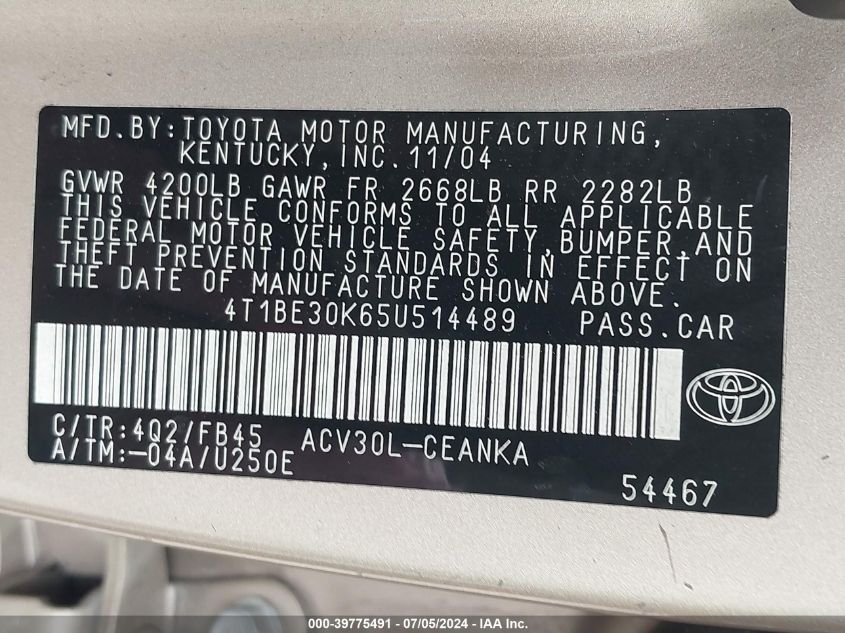 MFD.BY:TOYOTA MOTOR MANUFACTURING,
KENTUCKY,INC.11/04
GVWR 4200LB GAWR FR 2668LB RR 2282LB
THIS VEHICLE CONFORMS TO ALL APPLICABLE
FEDERAL MOTOR VEHICLE SAFETY,BUMPER,AND
THEFT PREVENTION STANDARDS IN EFFECT ON
THE DATE OF MANUFACTURE SHOWN ABOVE.
4T1BE30K65U514489 PASS.CAR
C/TR:4Q2/FB45 ACV30L-CEANKA
A/TM:-04A/U250E
54467
000-39775491 - 07/05/2024 - IAA Inc.